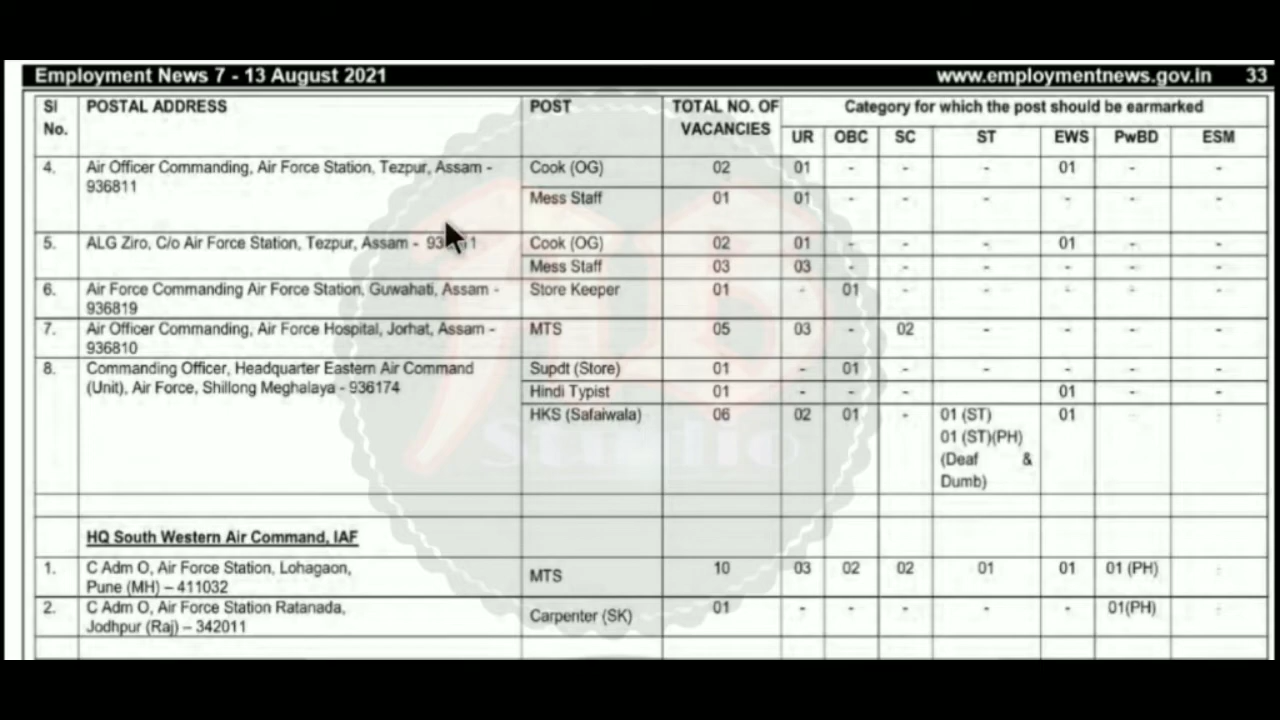 Employment News 7 - 13 August 2021 www.employmentnews.gov.in 33
Sl No. POSTAL ADDRESS POST TOTAL NO. OF VACANCIES Category for which the post should be earmarked
UR OBC SC ST EWS PwBD ESM
4. Air Officer Commanding, Air Force Station, Tezpur, Assam - Cook (OG) 02 01 - - - 01 - -
936811
Mess Staff 01 01 - - - - - -
5. ALG Ziro, C/o Air Force Station, Tezpur, Assam - Cook (OG) 02 01 - - - 01 - -
Mess Staff 03 03 - - - - - -
6. Air Force Commanding Air Force Station, Guwahati, Assam - Store Keeper 01 - 01 - - - - -
936819
7. Air Officer Commanding, Air Force Hospital, Jorhat, Assam - MTS 05 03 - 02 - - - -
936810
8. Commanding Officer, Headquarter Eastern Air Command Supdt (Store) 01 - 01 - - - - -
(Unit), Air Force, Shillong Meghalaya - 936174
Hindi Typist 01 - - - - 01 - -
HKS (Safaiwala) 06 02 01 - 01 (ST) 01 - -
01 (ST)(PH)
(Deaf &
Dumb)
HQ South Western Air Command, IAF
1. C Adm O, Air Force Station, Lohagaon, MTS 10 03 02 02 01 01 01 (PH) -
Pune (MH) – 411032
2. C Adm O, Air Force Station Ratanada, Carpenter (SK) 01 - - - - - 01(PH) -
Jodhpur (Raj) – 342011
Studio